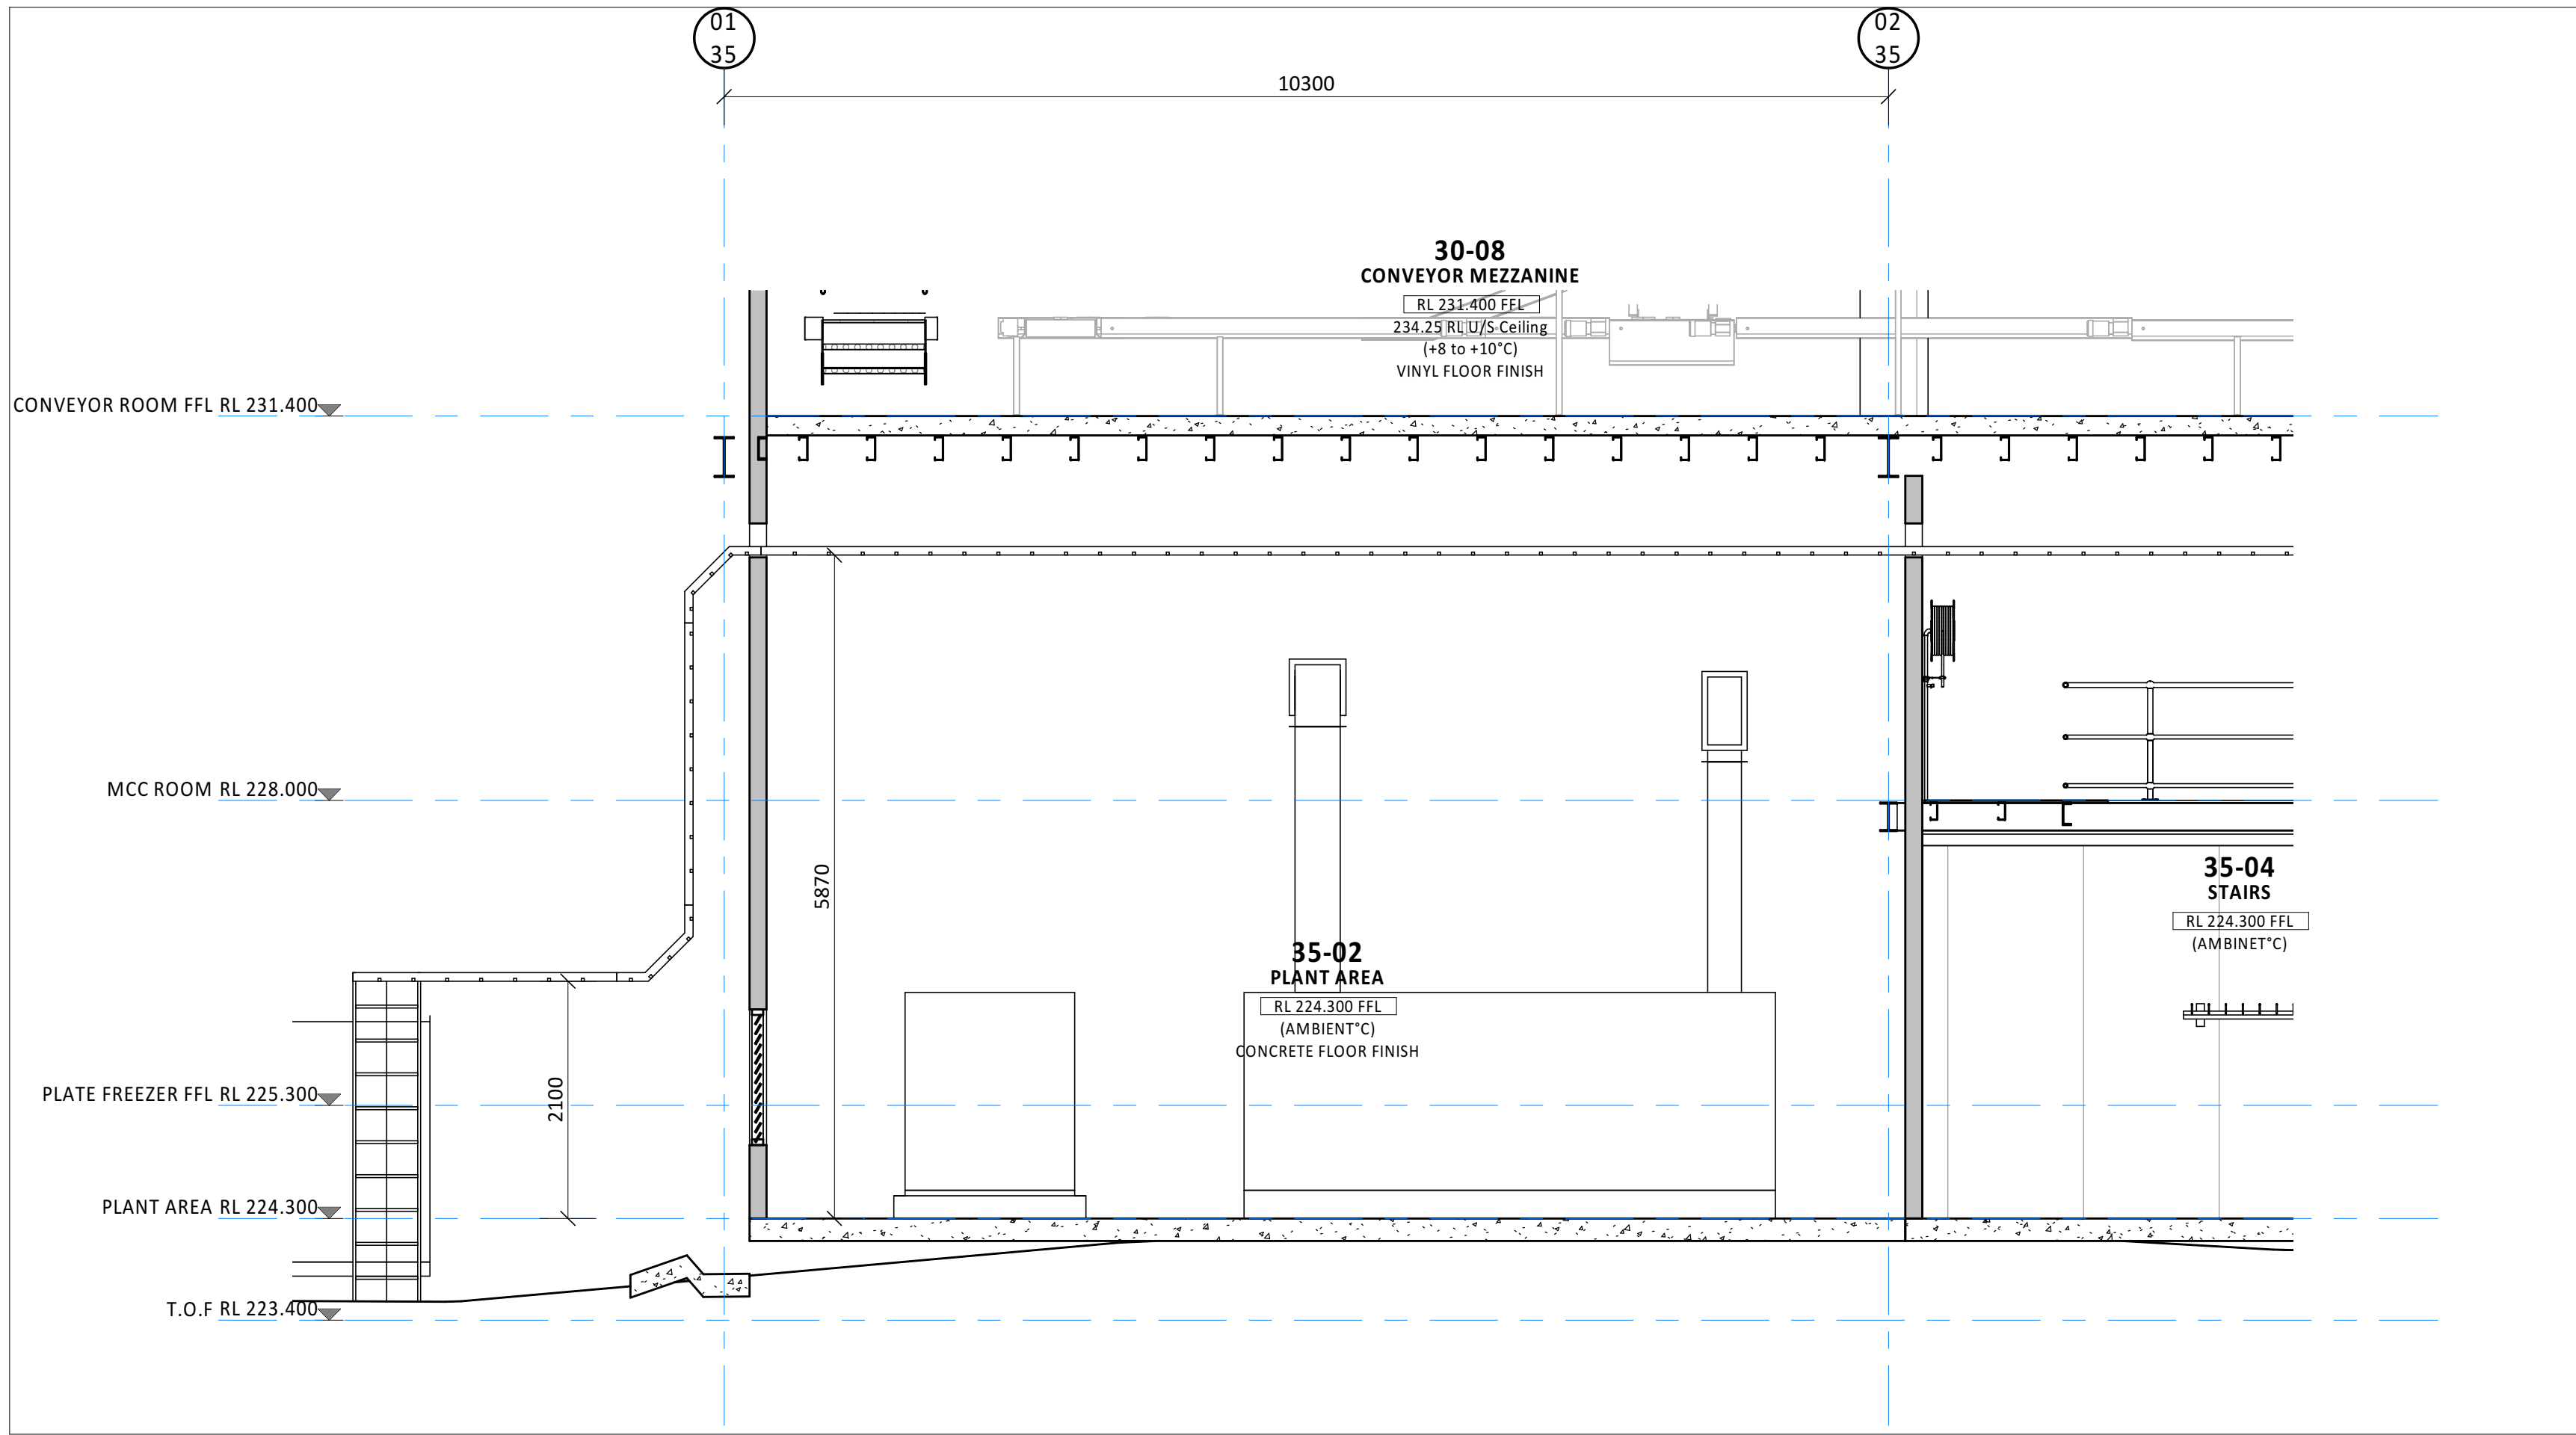 01
35
02
35
10300
30-08
CONVEYOR MEZZANINE
RL 231.400 FFL
234.25 RL U/S Ceiling
(+8 to +10°C)
VINYL FLOOR FINISH
CONVEYOR ROOM FFL RL 231.400
MCC ROOM RL 228.000
5870
35-04
STAIRS
RL 224.300 FFL
(AMBINET°C)
35-02
PLANT AREA
RL 224.300 FFL
(AMBIENT°C)
CONCRETE FLOOR FINISH
2100
PLATE FREEZER FFL RL 225.300
PLANT AREA RL 224.300
T.O.F RL 223.400